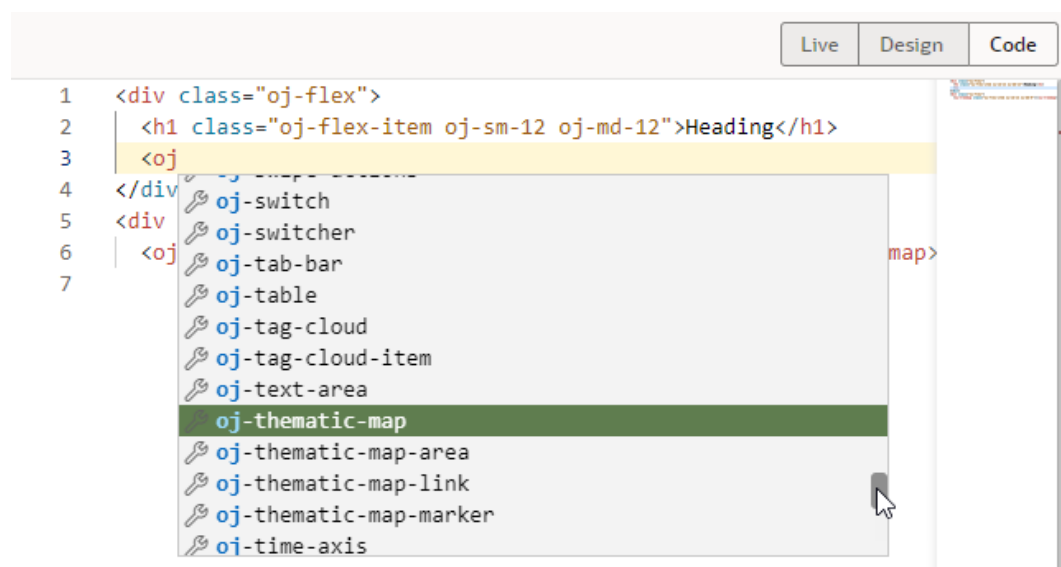 Live Design Code
1 <div class="oj-flex">
2 <h1 class="oj-flex-item oj-sm-12 oj-md-12">Heading</h1>
3 <oj
4 </div
oj-switch
5 <div
oj-switcher
6 <oj map>
oj-tab-bar
7
oj-table
oj-tag-cloud
oj-tag-cloud-item
oj-text-area
oj-thematic-map
oj-thematic-map-area
oj-thematic-map-link
oj-thematic-map-marker
oj-time-axis